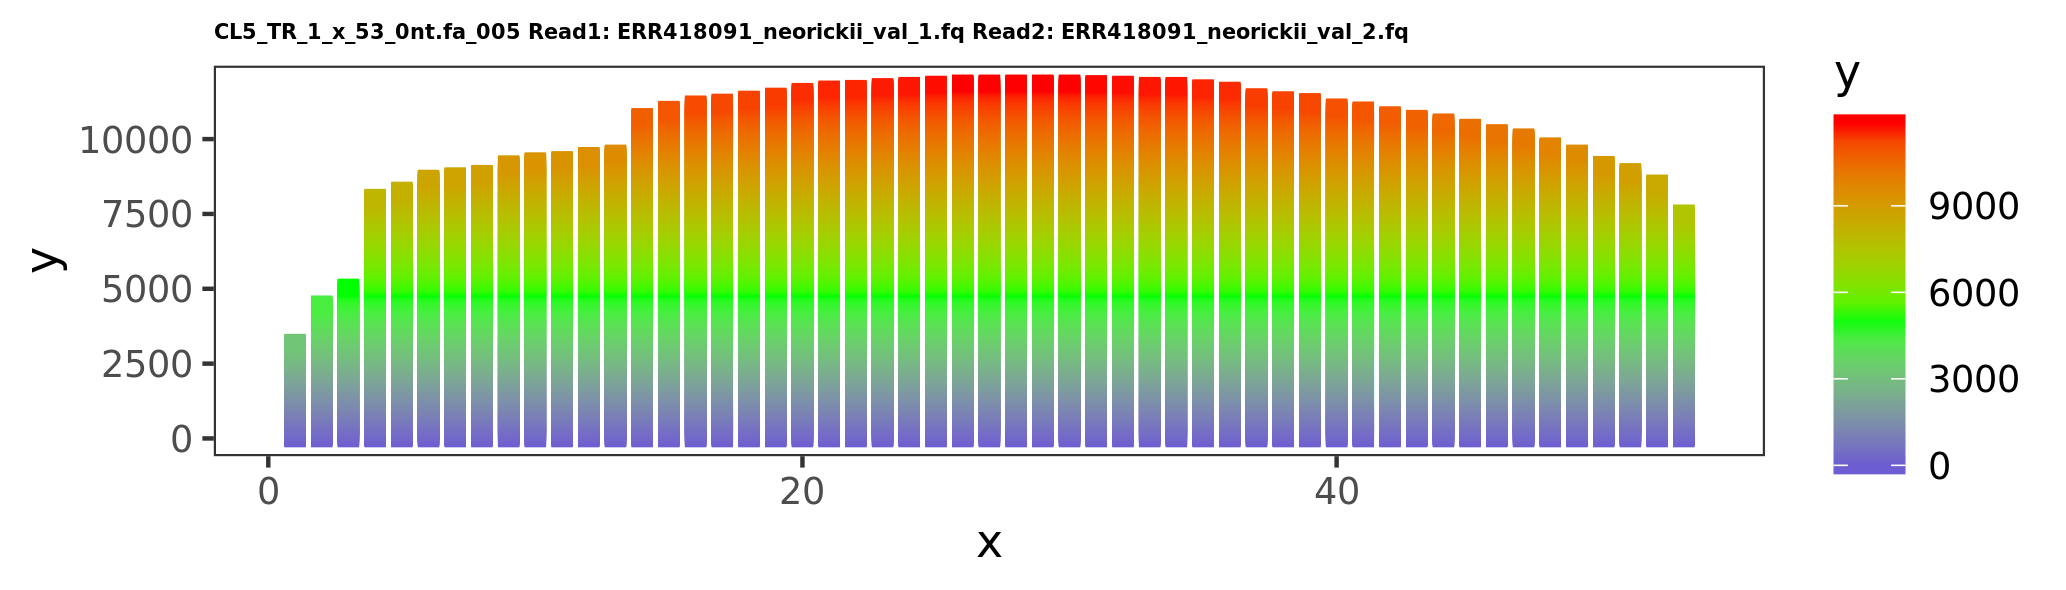 CL5_TR_1_x_53_0nt.fa_005 Read1: ERR418091_neorickii_val_1.fq Read2: ERR418091_neorickii_val_2.fq
y
10000
7500
5000
2500
0
0 20 40
x
y
9000
6000
3000
0